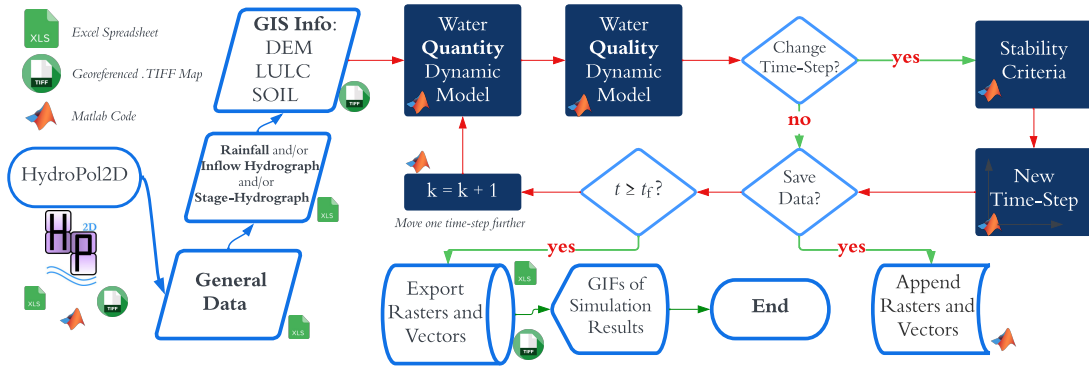 XLS
Excel Spreadsheet
TIFF
Georeferenced .TIFF Map
Matlab Code
HydroPol2D
2D
H
P
XLS
TIFF
General
Data
XLS
Rainfall and/or
Inflow Hydrograph
and/or
Stage-Hydrograph
XLS
GIS Info:
DEM
LULC
SOIL
TIFF
Water
Quantity
Dynamic
Model
Water
Quality
Dynamic
Model
Change
Time-Step?
yes
Stability
Criteria
no
New
Time-Step
Save
Data?
t ≥ tf?
k = k + 1
Move one time-step further
yes
yes
Export
Rasters and
Vectors
XLS
TIFF
GIFs of
Simulation
Results
End
Append
Rasters and
Vectors